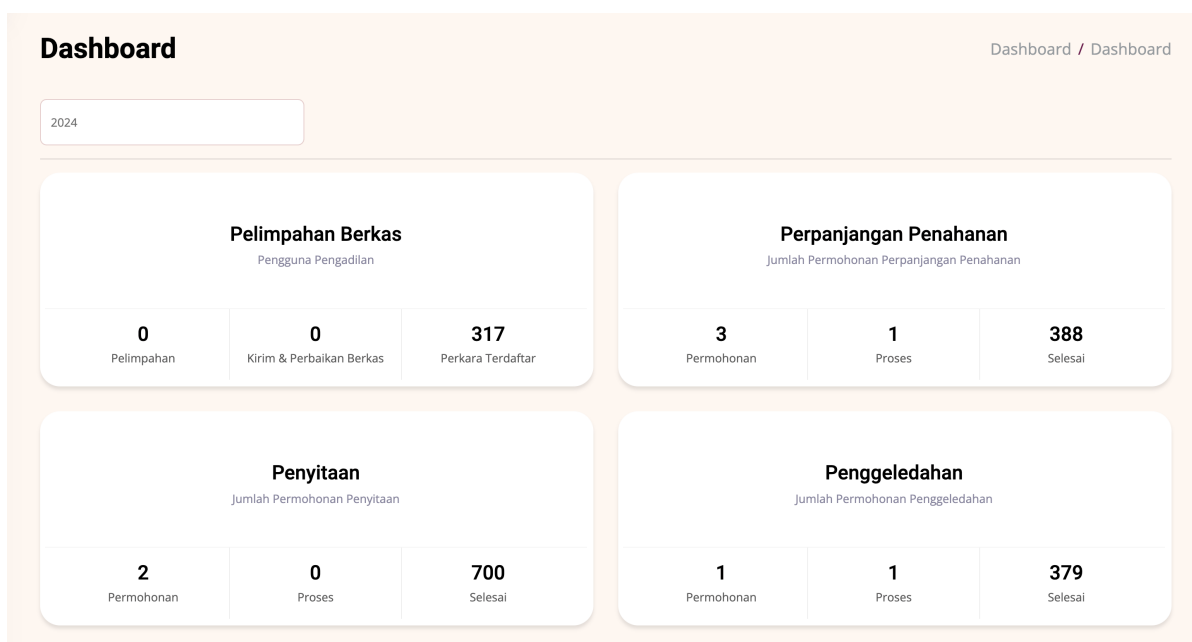 Dashboard
Dashboard / Dashboard
2024
Pelimpahan Berkas
Pengguna Pengadilan
0
Pelimpahan
0
Kirim & Perbaikan Berkas
317
Perkara Terdaftar
Perpanjangan Penahanan
Jumlah Permohonan Perpanjangan Penahanan
3
Permohonan
1
Proses
388
Selesai
Penyitaan
Jumlah Permohonan Penyitaan
2
Permohonan
0
Proses
700
Selesai
Penggeledahan
Jumlah Permohonan Penggeledahan
1
Permohonan
1
Proses
379
Selesai